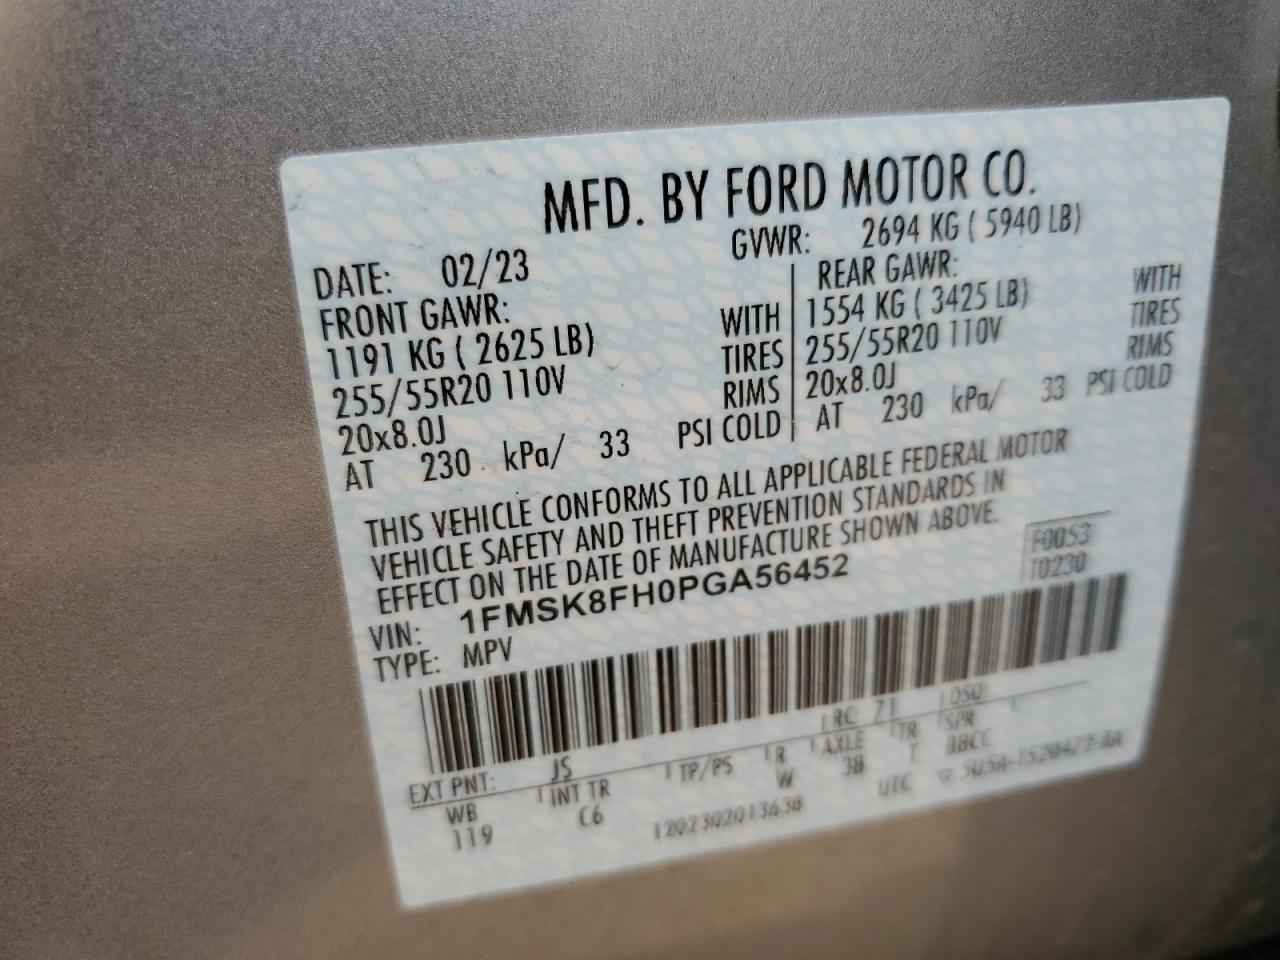 MFD. BY FORD MOTOR CO.
DATE: 02/23 GVWR: 2694 KG ( 5940 LB)
FRONT GAWR: REAR GAWR:
1191 KG ( 2625 LB) WITH 1554 KG ( 3425 LB) WITH
255/55R20 110V TIRES 255/55R20 110V TIRES
20x8.0J RIMS 20x8.0J RIMS
AT 230 kPa/ 33 PSI COLD AT 230 kPa/ 33 PSI COLD
THIS VEHICLE CONFORMS TO ALL APPLICABLE FEDERAL MOTOR
VEHICLE SAFETY AND THEFT PREVENTION STANDARDS IN
EFFECT ON THE DATE OF MANUFACTURE SHOWN ABOVE.
F0053
T0230
VIN: 1FMSK8FH0PGA56452
TYPE: MPV
EXT PNT: JS RC: 71 DSO:
WB INT TR TP/PS R AXLE TR SPR
119 C6 W 38 T
1202302013638 UTC